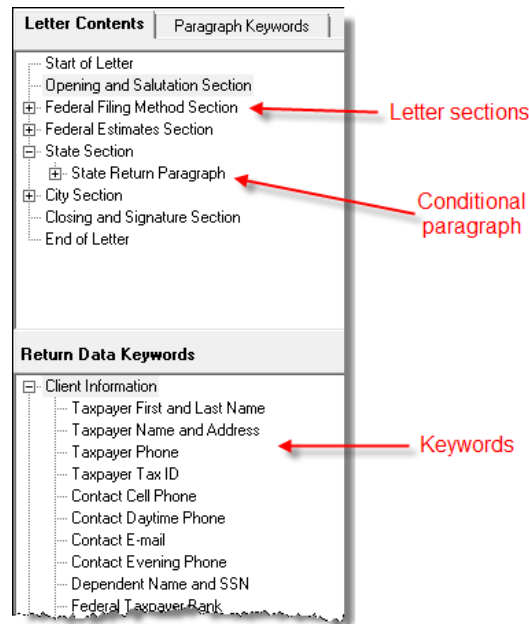 Letter Contents
Paragraph Keywords
Start of Letter
Opening and Salutation Section
Federal Filing Method Section
Letter sections
Federal Estimates Section
State Section
State Return Paragraph
Conditional
paragraph
City Section
Closing and Signature Section
End of Letter
Return Data Keywords
Client Information
Taxpayer First and Last Name
Taxpayer Name and Address
Keywords
Taxpayer Phone
Taxpayer Tax ID
Contact Cell Phone
Contact Daytime Phone
Contact E-mail
Contact Evening Phone
Dependent Name and SSN
Federal Taxpayer Bank